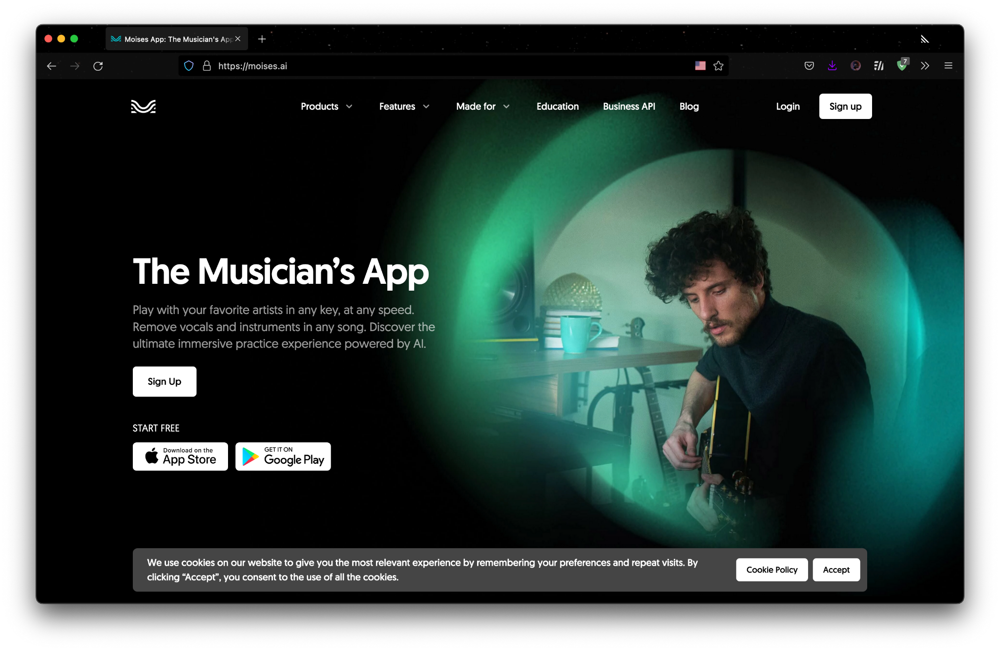 Moises App: The Musician's App
https://moises.ai
7
Products
Features
Made for
Education
Business API
Blog
Login
Sign up
The Musician’s App
Play with your favorite artists in any key, at any speed.
Remove vocals and instruments in any song. Discover the
ultimate immersive practice experience powered by AI.
Sign Up
START FREE
Download on the
App Store
GET IT ON
Google Play
We use cookies on our website to give you the most relevant experience by remembering your preferences and repeat visits. By
clicking “Accept”, you consent to the use of all the cookies.
Cookie Policy
Accept